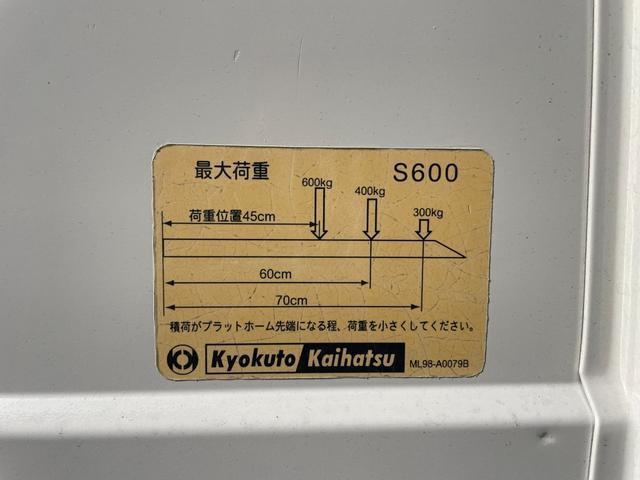 最大荷重 S600
600kg 400kg 300kg
荷重位置45cm
60cm
70cm
積荷がプラットホーム先端になる程、荷重を小さくしてください。
Kyokuto Kaihatsu ML98-A0079B